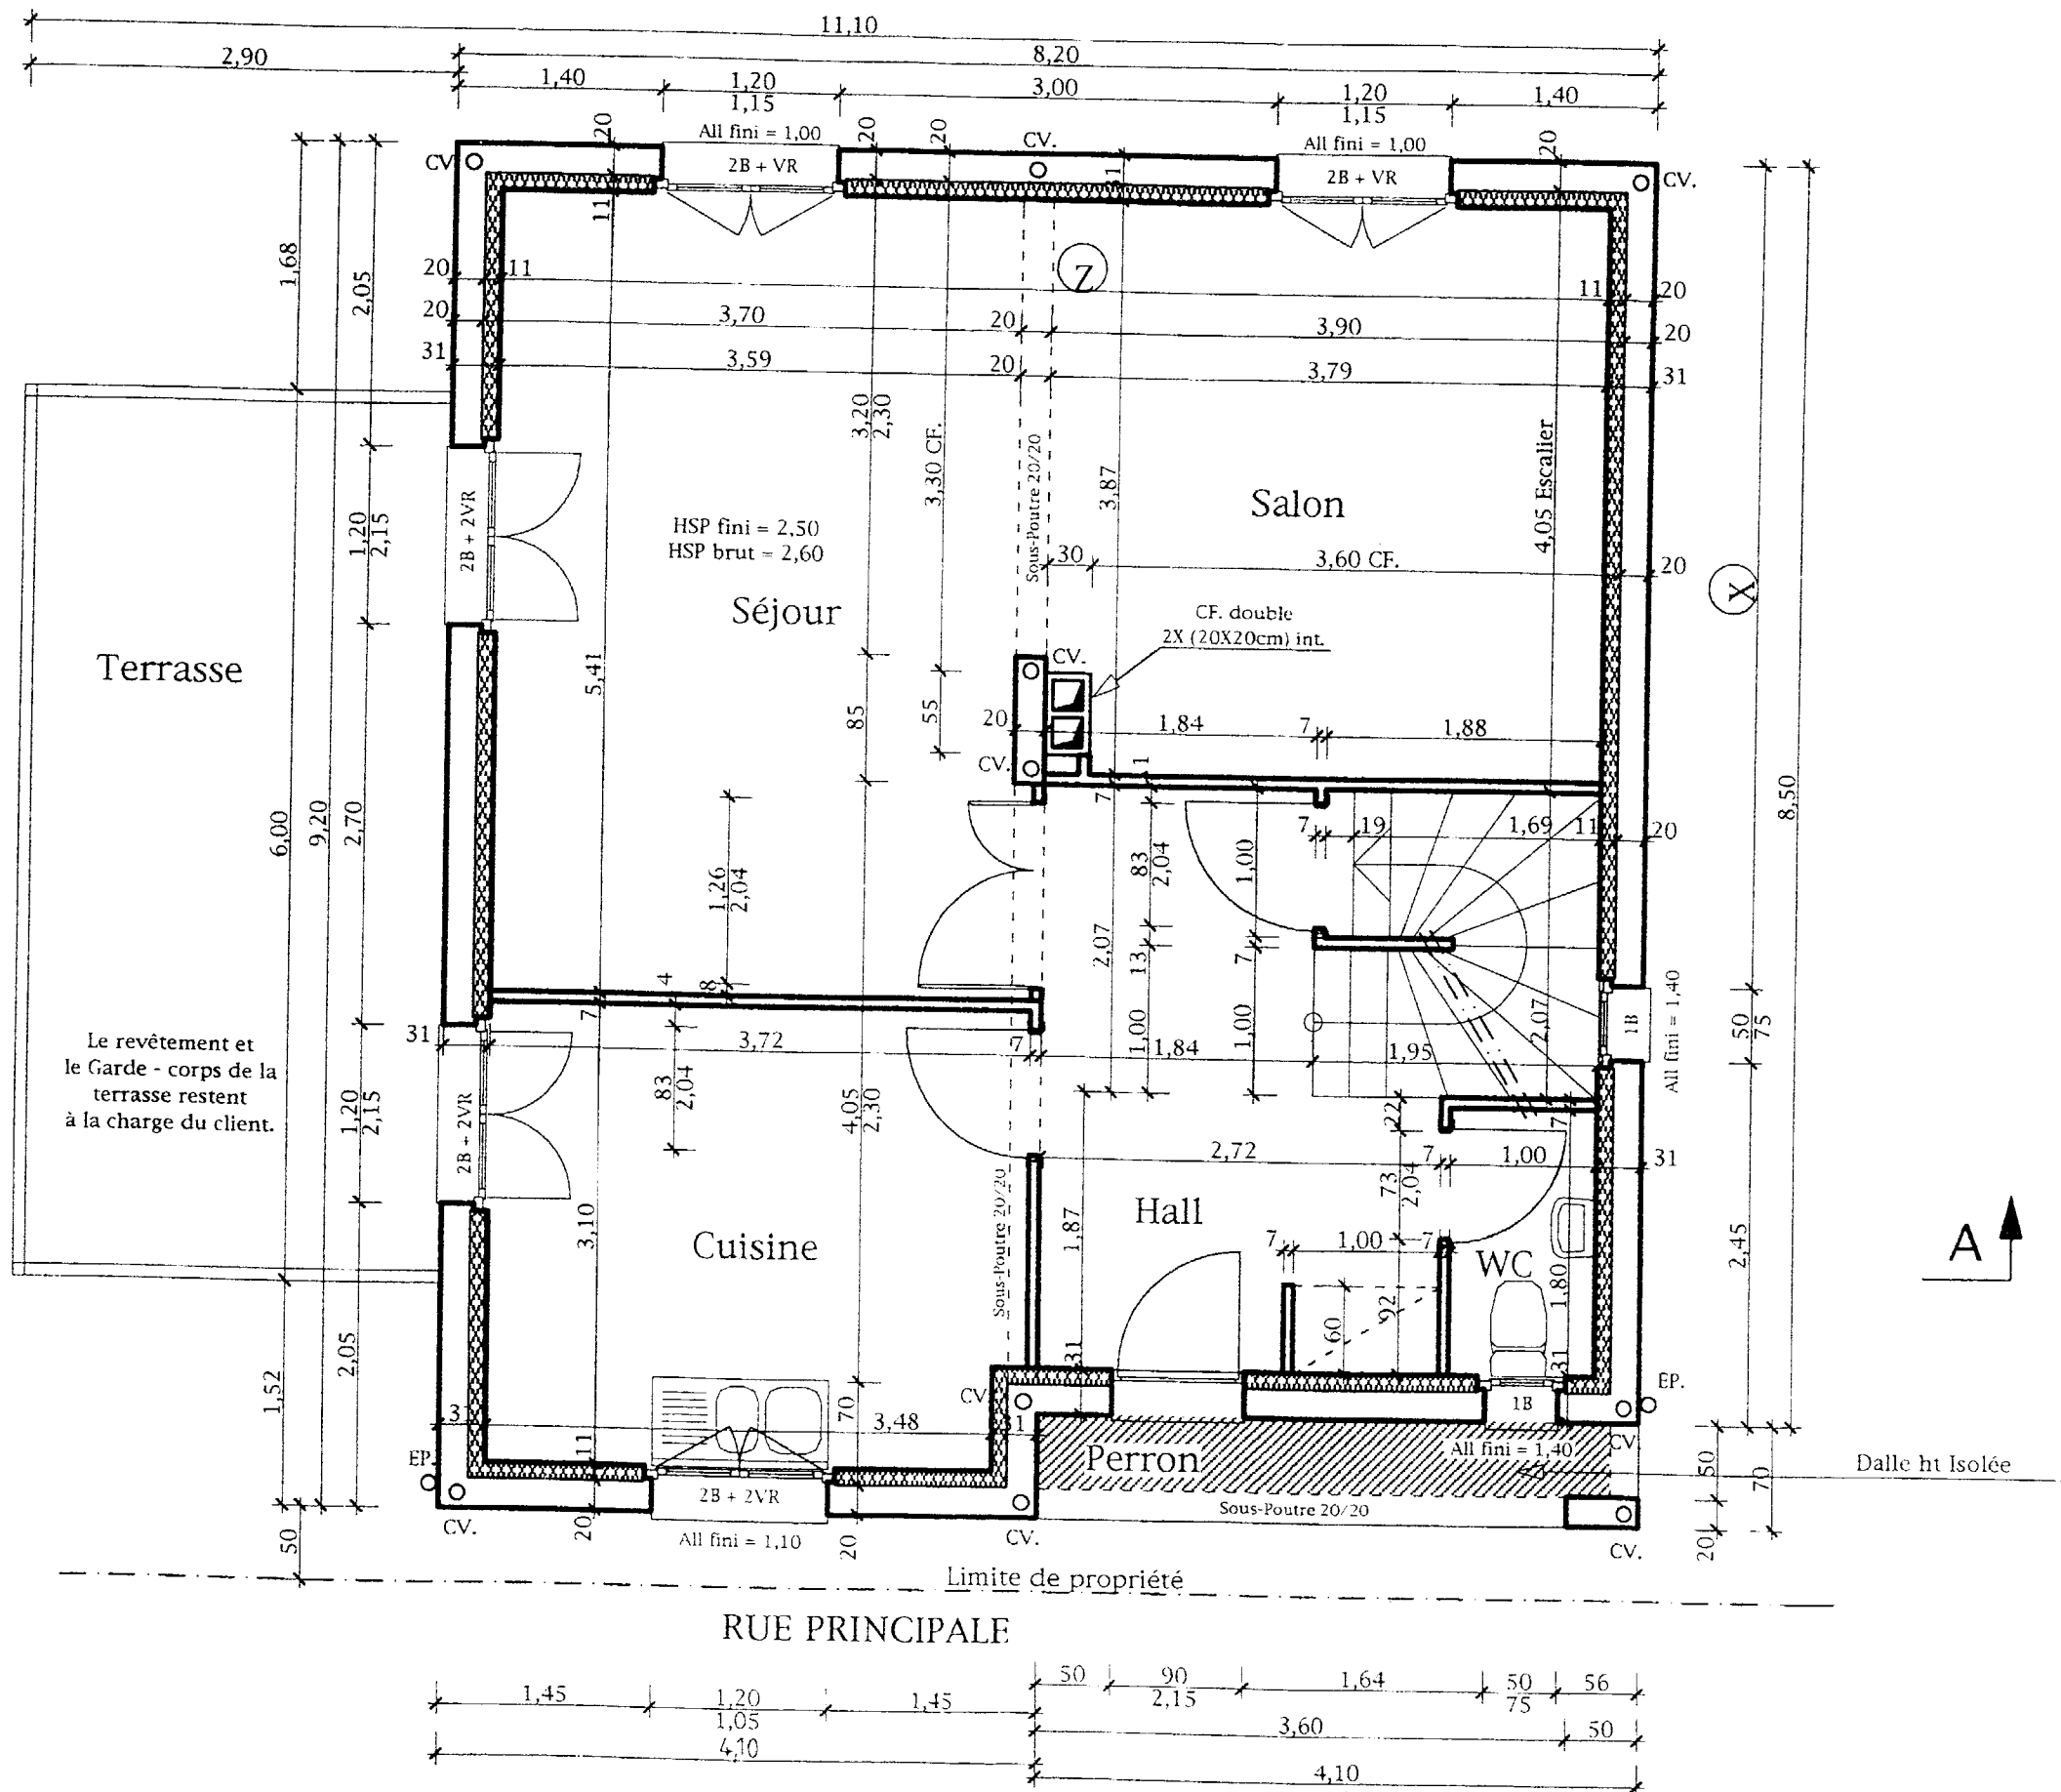 11,10
2,90
8,20
1,40
1,20
1,15
3,00
1,20
1,15
1,40
20
All fini = 1,00
20
20
CV.
All fini = 1,00
20
CV.
2B + VR
2B + VR
CV.
31
11
1,68
2,05
20
11
Z
11
20
20
3,70
20
3,90
20
31
3,59
20
3,79
31
3,20
2,30
3,30 CF.
Sous-Poutre 20/20
3,87
4,05 Escalier
Salon
HSP fini = 2,50
HSP brut = 2,60
1,20
2,15
2B + 2VR
30
3,60 CF.
20
X
Séjour
CF. double
2X (20X20cm) int.
Terrasse
CV.
5,41
85
55
20
1,84
7
1,88
CV.
7
11
8,50
6,00
9,20
2,70
7
19
1,69
11
20
1,26
2,04
83
2,04
1,00
2,07
13
7
4
8
7
1,00
1,00
2,07
1B
All fini = 1,40
50
75
Le revêtement et
le Garde - corps de la
terrasse restent
à la charge du client.
31
3,72
7
1,84
1,95
83
2,04
4,05
2,30
1,20
2,15
2B + 2VR
22
7
2,72
7
1,00
31
73
2,04
Sous-Poutre 20/20
1,87
Hall
3,10
Cuisine
7
1,00
7
WC
2,45
A
1,80
60
92
31
31
1,52
2,05
70
CV
1B
EP.
3,48
31
EP.
11
Perron
All fini = 1,40
CV
50
70
Dalle ht Isolée
2B + 2VR
Sous-Poutre 20/20
CV.
20
All fini = 1,10
20
CV.
CV.
20
50
Limite de propriété
RUE PRINCIPALE
50
90
2,15
1,64
50
75
56
1,45
1,20
1,05
1,45
3,60
50
4,10
4,10